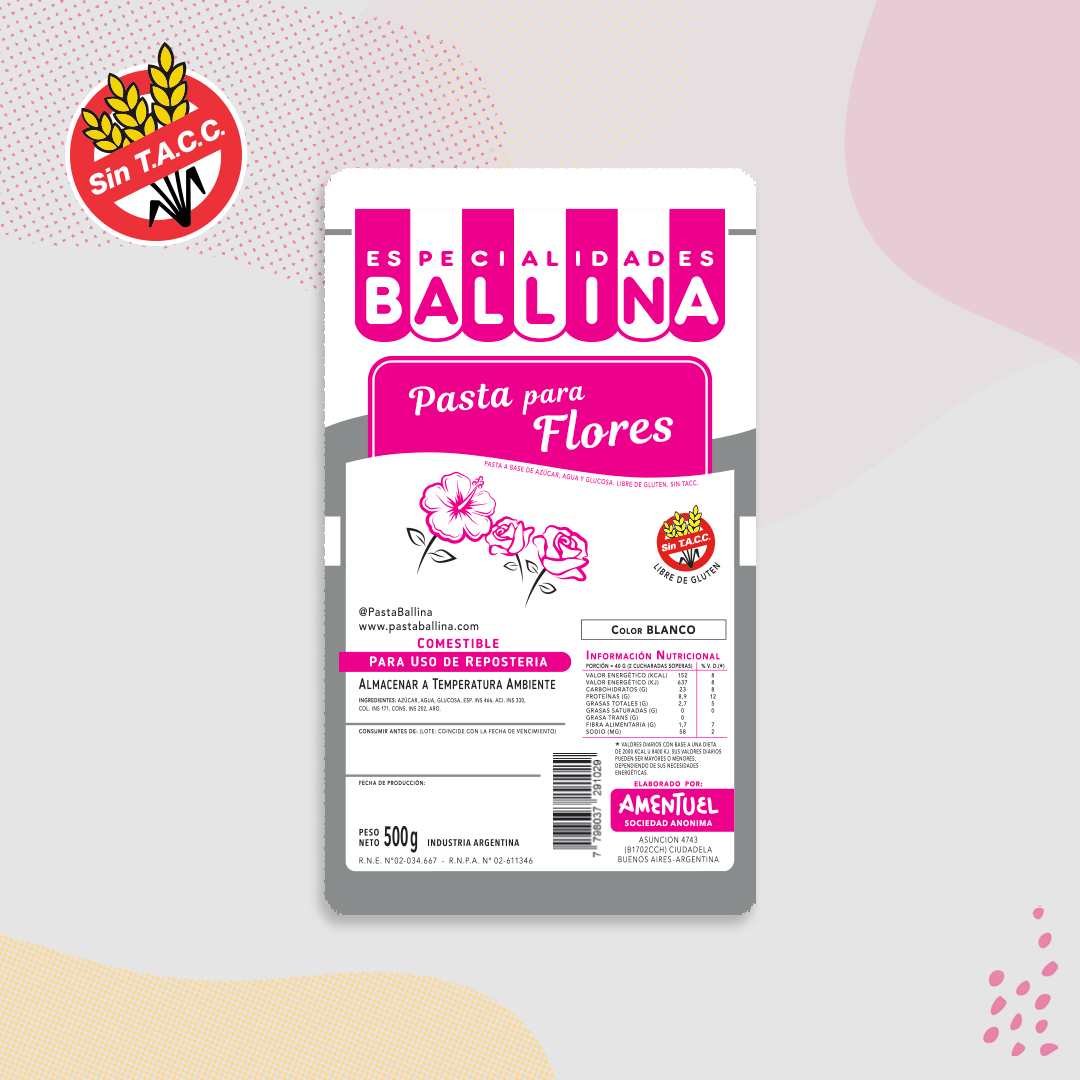 Sin T.A.C.C.
ESPECIALIDADES
BALLINA
Pasta para
Flores
PASTA A BASE DE AZÚCAR, AGUA Y GLUCOSA. LIBRE DE GLUTEN. SIN TACC.
Sin T.A.C.C.
LIBRE DE GLUTEN
@PastaBallina
www.pastaballina.com
COMESTIBLE
PARA USO DE REPOSTERIA
ALMACENAR A TEMPERATURA AMBIENTE
INGREDIENTES: AZÚCAR, AGUA, GLUCOSA, ESP. INS 466, ACI. INS 330,
COL. INS 171, CONS. INS 202, ARO.
CONSUMIR ANTES DE: (LOTE: COINCIDE CON LA FECHA DE VENCIMIENTO)
FECHA DE PRODUCCIÓN:
PESO NETO 500g INDUSTRIA ARGENTINA
R.N.E. N°02-034.667 - R.N.P.A. N° 02-611346
COLOR BLANCO
INFORMACIÓN NUTRICIONAL
PORCIÓN = 40 G (2 CUCHARADAS SOPERAS) % V. D.(*)
VALOR ENERGÉTICO (KCAL) 152 8
VALOR ENERGÉTICO (KJ) 637 8
CARBOHIDRATOS (G) 23 8
PROTEÍNAS (G) 8,9 12
GRASAS TOTALES (G) 2,7 5
GRASAS SATURADAS (G) 0 0
GRASA TRANS (G) 0
FIBRA ALIMENTARIA (G) 1,7 7
SODIO (MG) 58 2
* VALORES DIARIOS CON BASE A UNA DIETA
DE 2000 KCAL U 8400 KJ. SUS VALORES DIARIOS
PUEDEN SER MAYORES O MENORES,
DEPENDIENDO DE SUS NECESIDADES
ENERGÉTICAS.
7 798037 291029
ELABORADO POR:
AMENTUEL
SOCIEDAD ANONIMA
ASUNCION 4743
(B1702CCH) CIUDADELA
BUENOS AIRES-ARGENTINA